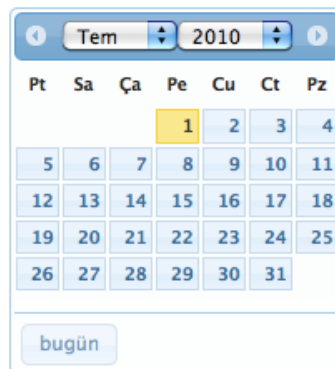 Tem 2010
Pt Sa Ça Pe Cu Ct Pz
1 2 3 4
5 6 7 8 9 10 11
12 13 14 15 16 17 18
19 20 21 22 23 24 25
26 27 28 29 30 31
bugün